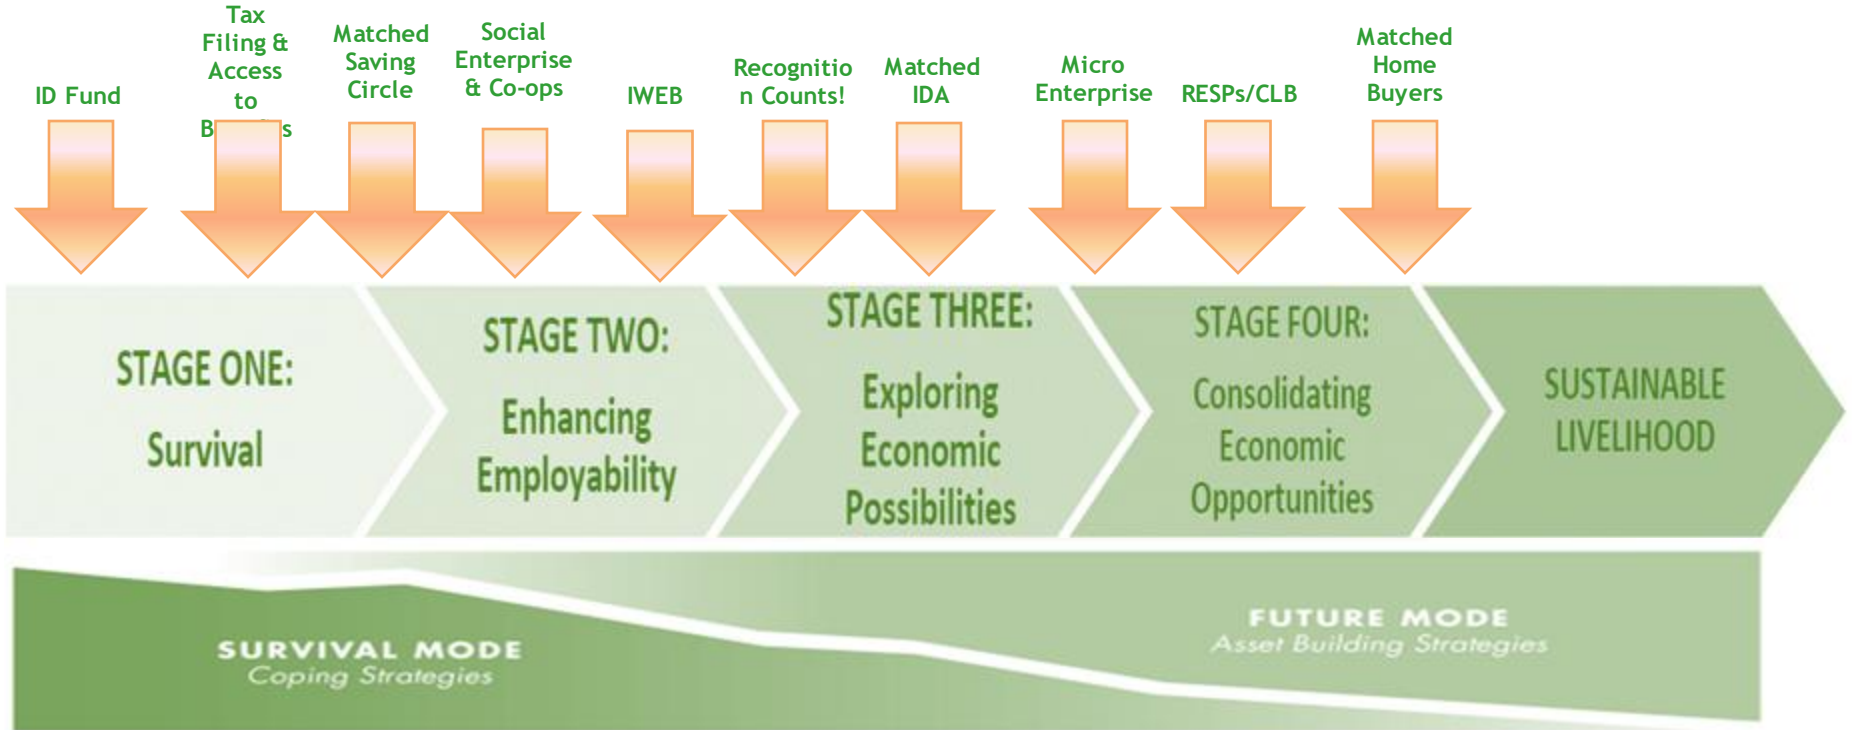 ID Fund
Tax
Filing &
Access
to
Matched
Saving
Circle
Social
Enterprise
& Co-ops
IWEB
Recognitio
n Counts!
Matched
IDA
Micro
Enterprise
RESPs/CLB
Matched
Home
Buyers
STAGE ONE:
Survival
STAGE TWO:
Enhancing
Employability
STAGE THREE:
Exploring
Economic
Possibilities
STAGE FOUR:
Consolidating
Economic
Opportunities
SUSTAINABLE
LIVELIHOOD
SURVIVAL MODE
Coping Strategies
FUTURE MODE
Asset Building Strategies